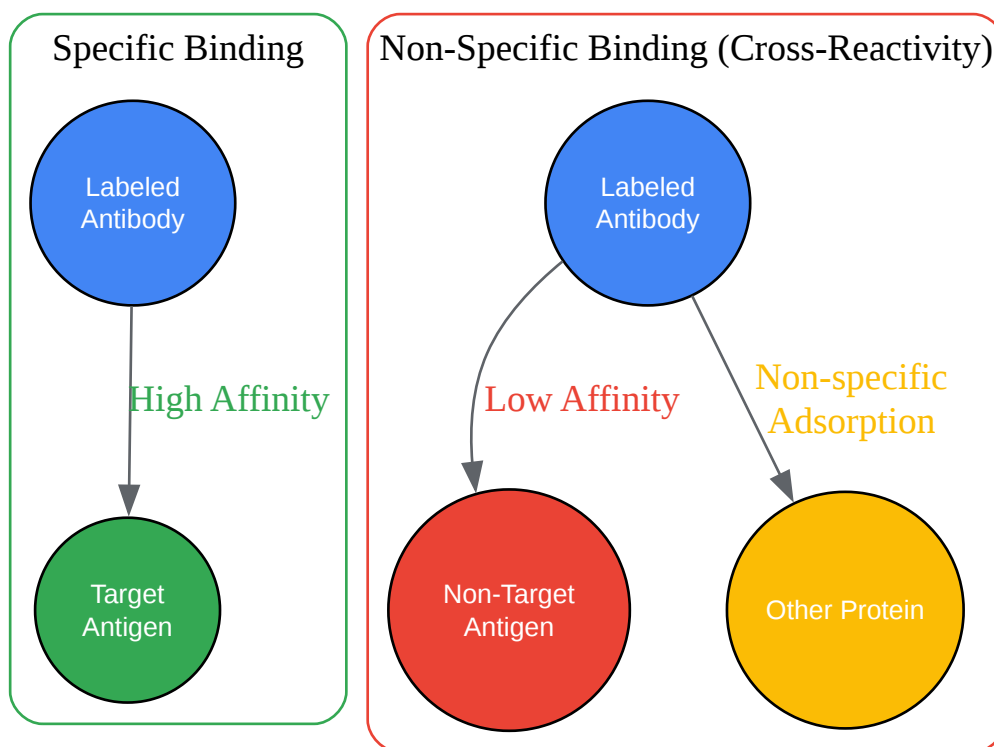 Specific Binding
Labeled
Antibody
High Affinity
Target
Antigen
Non-Specific Binding (Cross-Reactivity)
Labeled
Antibody
Low Affinity
Non-specific
Adsorption
Non-Target
Antigen
Other Protein